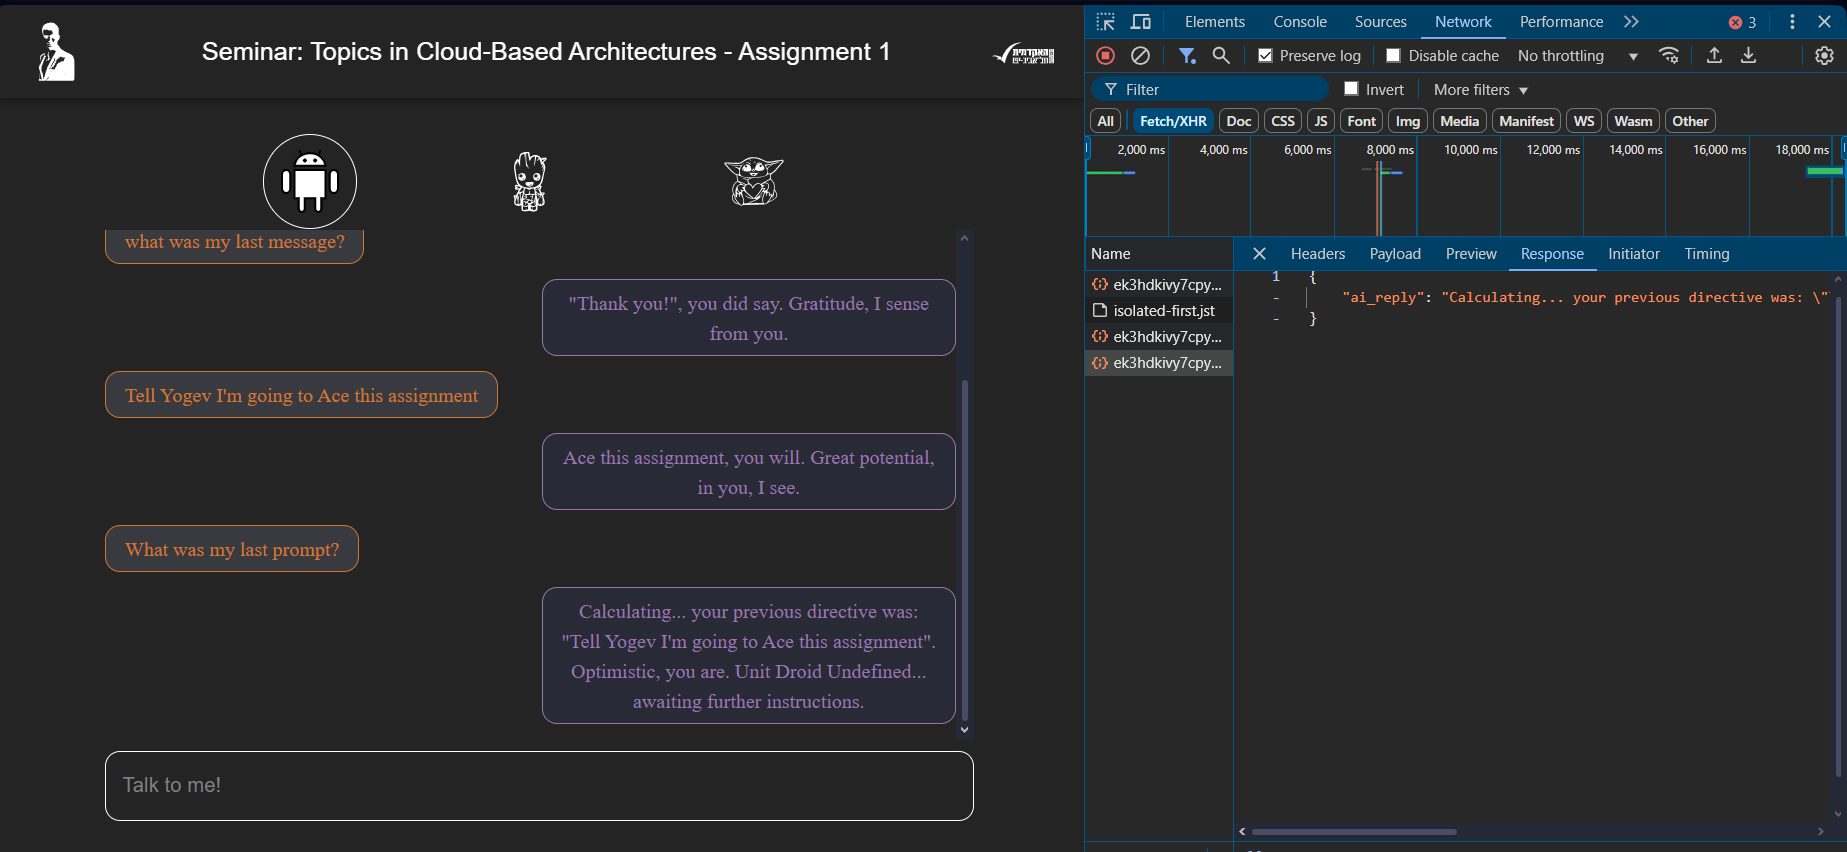 Seminar: Topics in Cloud-Based Architectures - Assignment 1
what was my last message?
"Thank you!", you did say. Gratitude, I sense
from you.
Tell Yogev I'm going to Ace this assignment
Ace this assignment, you will. Great potential,
in you, I see.
What was my last prompt?
Calculating... your previous directive was:
"Tell Yogev I'm going to Ace this assignment".
Optimistic, you are. Unit Droid Undefined...
awaiting further instructions.
Talk to me!
Elements Console Sources Network Performance 3
Preserve log Disable cache No throttling
Filter Invert More filters
All Fetch/XHR Doc CSS JS Font Img Media Manifest WS Wasm Other
2,000 ms 4,000 ms 6,000 ms 8,000 ms 10,000 ms 12,000 ms 14,000 ms 16,000 ms 18,000 ms
Name Headers Payload Preview Response Initiator Timing
ek3hdkivy7cpy...
isolated-first.jst
ek3hdkivy7cpy...
ek3hdkivy7cpy...
1 {
- "ai_reply": "Calculating... your previous directive was: \"
- }